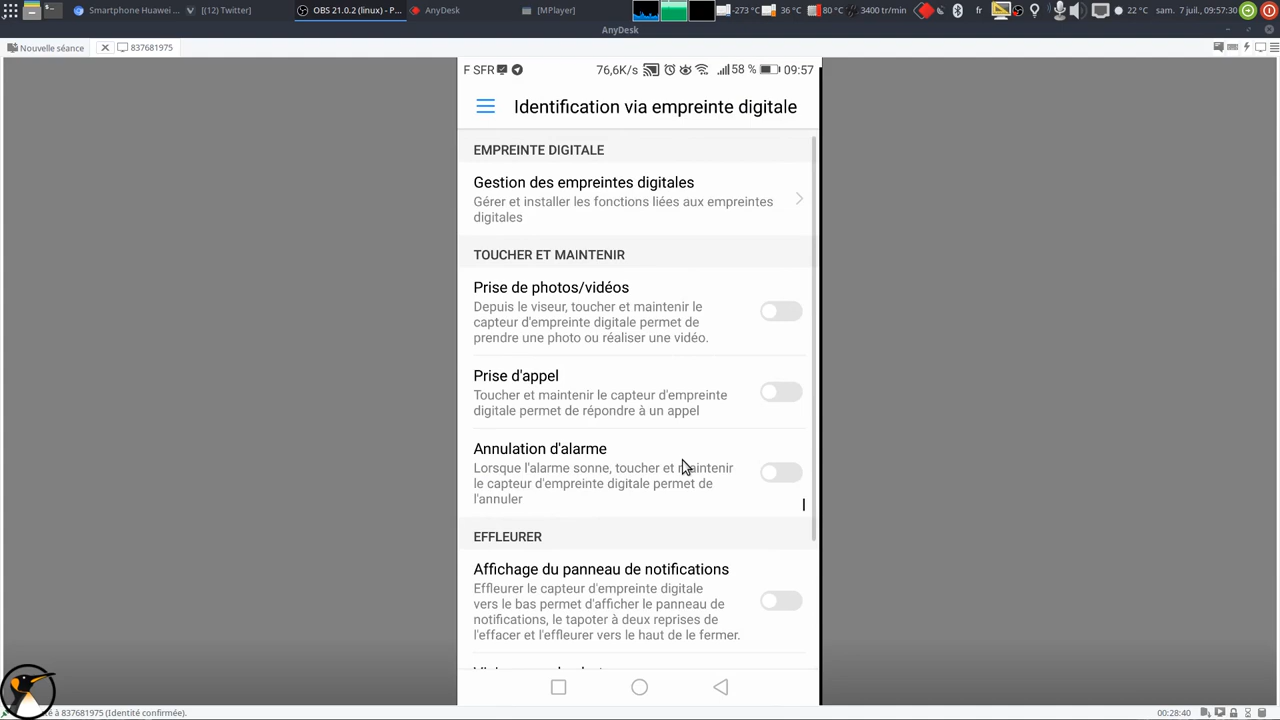 Smartphone Huawei ...
[(12) Twitter]
OBS 21.0.2 (linux) - P...
AnyDesk
[MPlayer]
-273 °C
36 °C
80 °C
3400 tr/min
fr
22 °C
sam. 7 juil., 09:57:30
AnyDesk
Nouvelle séance
837681975
F SFR
76,6K/s
58 %
09:57
Identification via empreinte digitale
EMPREINTE DIGITALE
Gestion des empreintes digitales
Gérer et installer les fonctions liées aux empreintes
digitales
TOUCHER ET MAINTENIR
Prise de photos/vidéos
Depuis le viseur, toucher et maintenir le
capteur d'empreinte digitale permet de
prendre une photo ou réaliser une vidéo.
Prise d'appel
Toucher et maintenir le capteur d'empreinte
digitale permet de répondre à un appel
Annulation d'alarme
Lorsque l'alarme sonne, toucher et maintenir
le capteur d'empreinte digitale permet de
l'annuler
EFFLEURER
Affichage du panneau de notifications
Effleurer le capteur d'empreinte digitale
vers le bas permet d'afficher le panneau de
notifications, le tapoter à deux reprises de
l'effacer et l'effleurer vers le haut de le fermer.
à 837681975 (Identité confirmée).
00:28:40